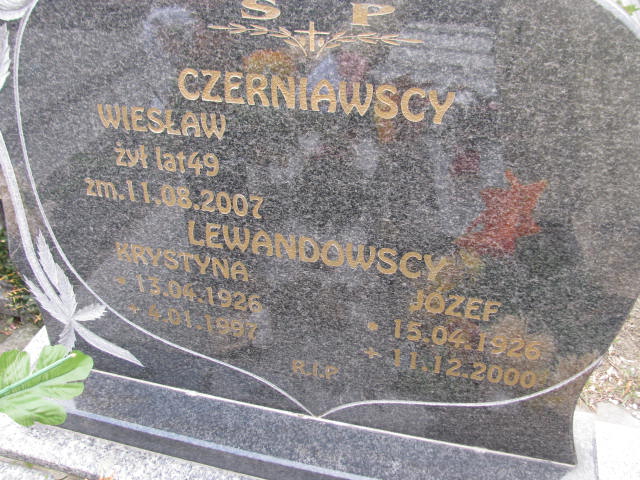 S P
CZERNIAWSCY
WIESŁAW
żył lat 49
zm. 11.08.2007
LEWANDOWSCY
KRYSTYNA
* 13.04.1926
+ 4.01.1997
JÓZEF
* 15.04.1926
+ 11.12.2000
R.I.P